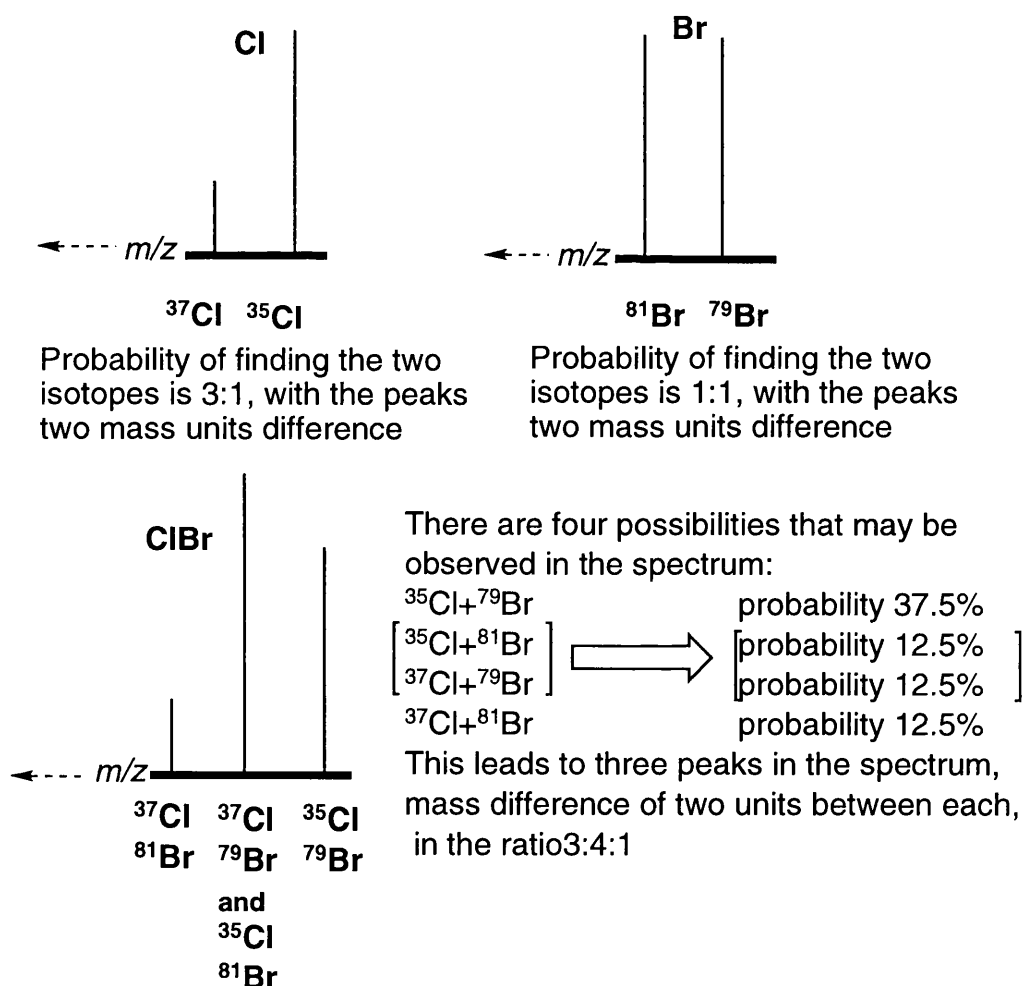 Cl
Br
m/z
m/z
³⁷Cl ³⁵Cl
⁸¹Br ⁷⁹Br
Probability of finding the two
isotopes is 3:1, with the peaks
two mass units difference
Probability of finding the two
isotopes is 1:1, with the peaks
two mass units difference
ClBr
m/z
³⁷Cl ³⁷Cl ³⁵Cl
⁸¹Br ⁷⁹Br ⁷⁹Br
and
³⁵Cl
⁸¹Br
There are four possibilities that may be
observed in the spectrum:
³⁵Cl+⁷⁹Br probability 37.5%
³⁵Cl+⁸¹Br probability 12.5%
³⁷Cl+⁷⁹Br probability 12.5%
³⁷Cl+⁸¹Br probability 12.5%
This leads to three peaks in the spectrum,
mass difference of two units between each,
in the ratio3:4:1